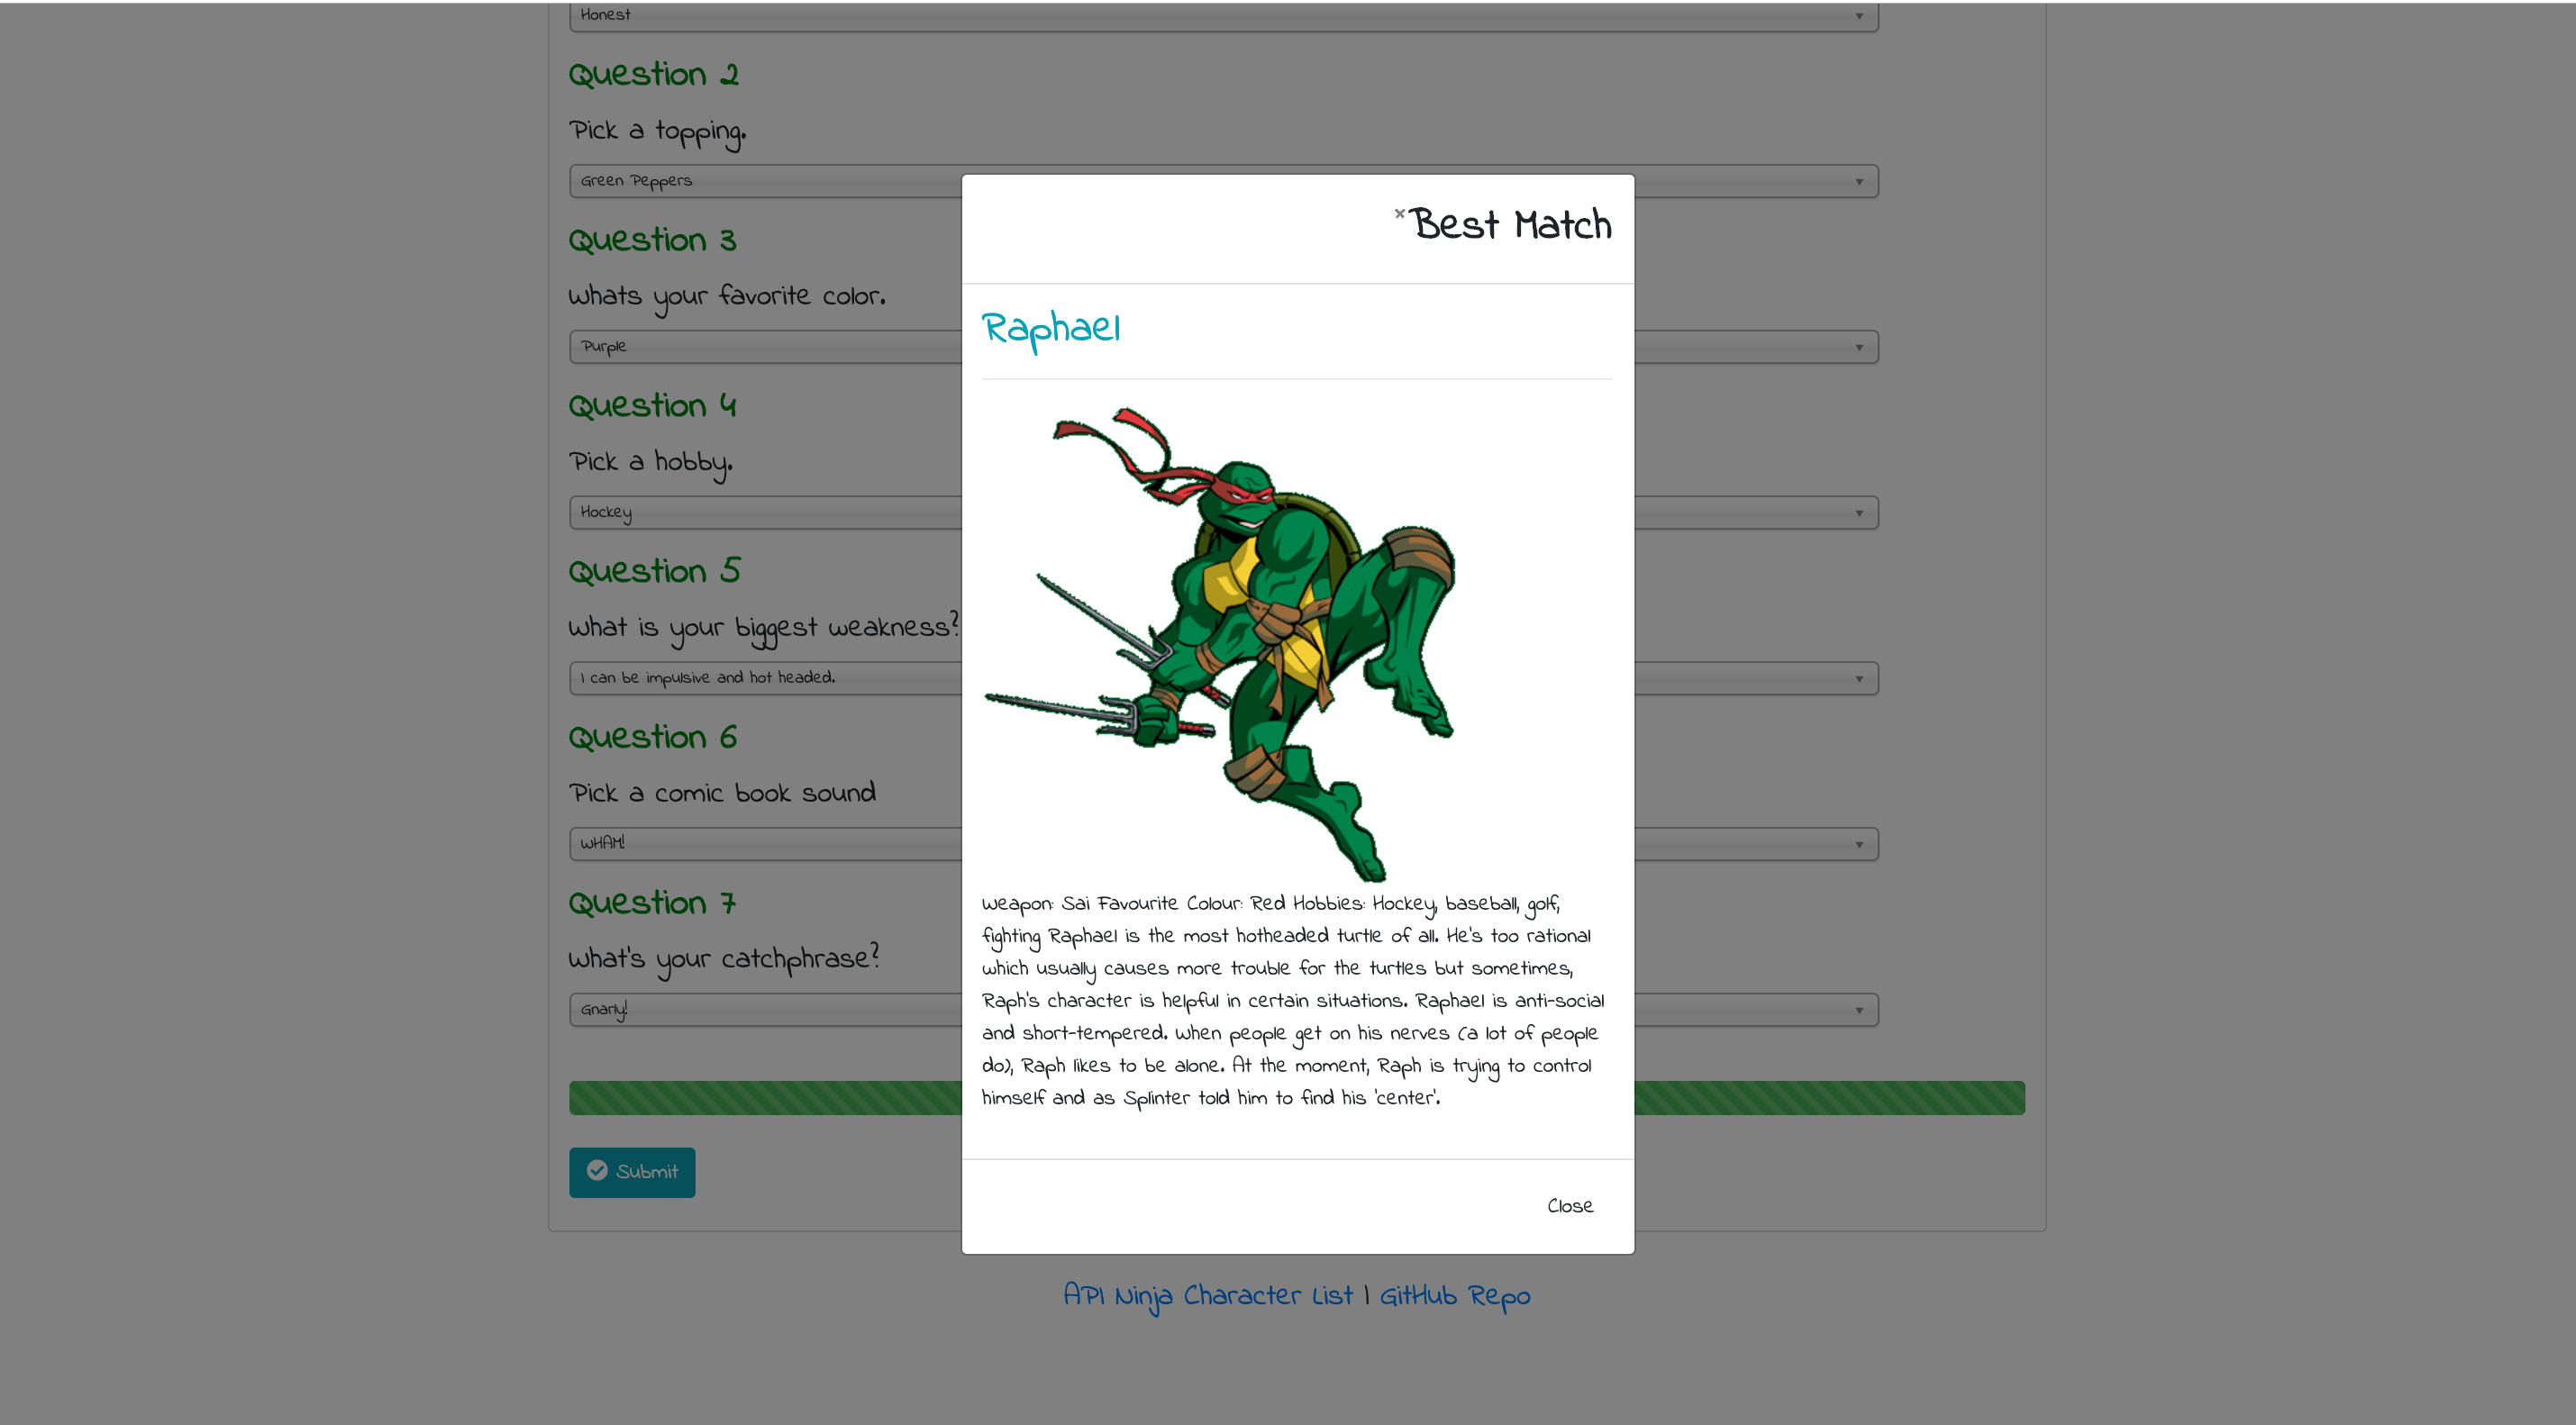 Honest
Question 2
Pick a topping.
Green Peppers
Question 3
Whats your favorite color.
Purple
Question 4
Pick a hobby.
Hockey
Question 5
What is your biggest weakness?
I can be impulsive and hot headed.
Question 6
Pick a comic book sound
WHAM!
Question 7
What's your catchphrase?
Gnarly!
Submit
× Best Match
Raphael
Weapon: Sai Favourite Colour: Red Hobbies: Hockey, baseball, golf,
fighting Raphael is the most hotheaded turtle of all. He's too rational
which usually causes more trouble for the turtles but sometimes,
Raph's character is helpful in certain situations. Raphael is anti-social
and short-tempered. When people get on his nerves (a lot of people
do), Raph likes to be alone. At the moment, Raph is trying to control
himself and as Splinter told him to find his 'center'.
Close
API Ninja Character List | GitHub Repo